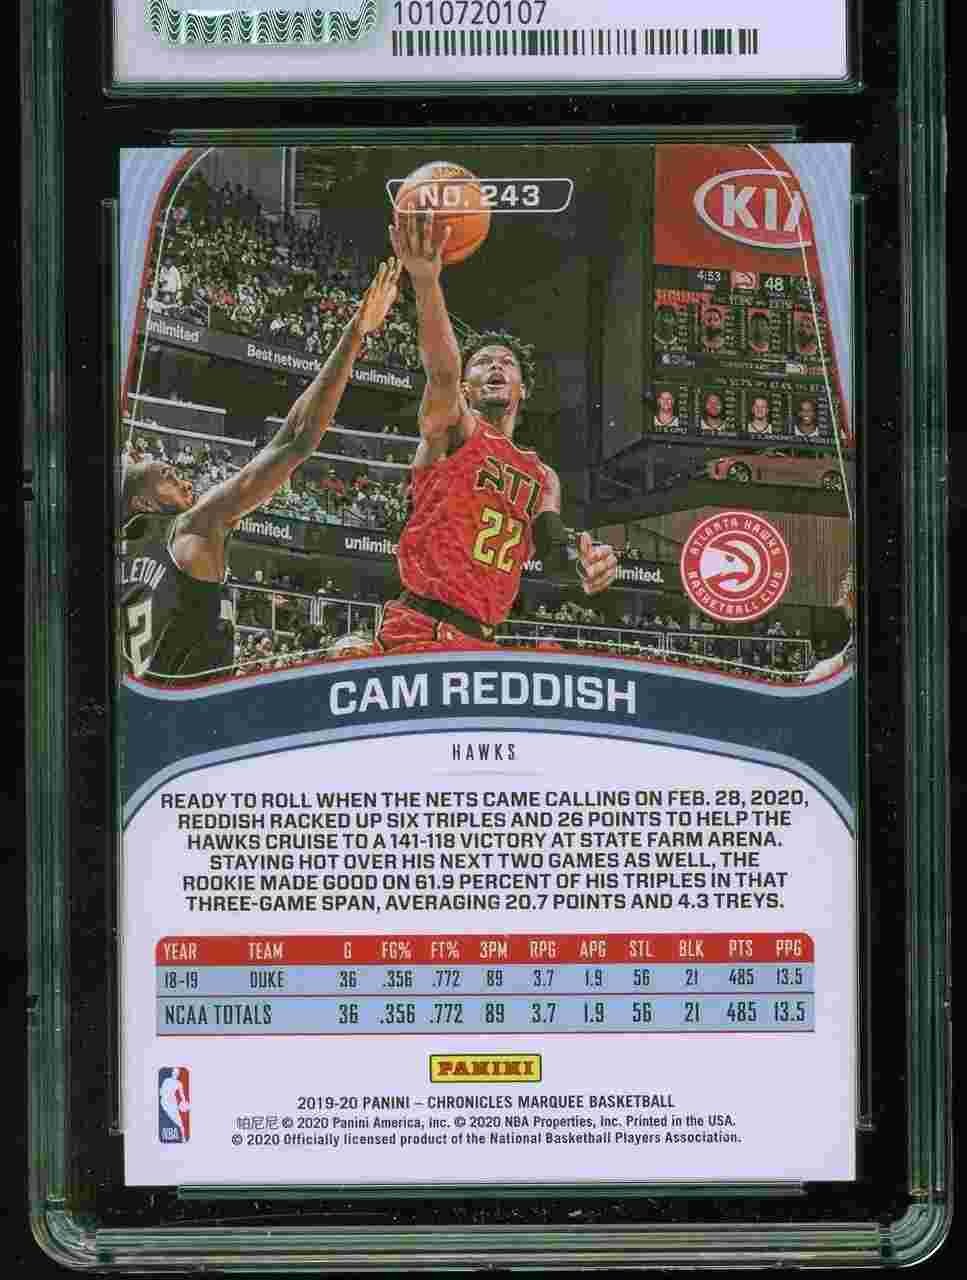 1010720107
NO. 243
KIA
4:53
48
unlimited
Best network
unlimited.
ATL
22
unlimited.
unlimited.
LETON
2
ATLANTA HAWKS
BASKETBALL CLUB
CAM REDDISH
HAWKS
READY TO ROLL WHEN THE NETS CAME CALLING ON FEB. 28, 2020,
REDDISH RACKED UP SIX TRIPLES AND 26 POINTS TO HELP THE
HAWKS CRUISE TO A 141-118 VICTORY AT STATE FARM ARENA.
STAYING HOT OVER HIS NEXT TWO GAMES AS WELL, THE
ROOKIE MADE GOOD ON 61.9 PERCENT OF HIS TRIPLES IN THAT
THREE-GAME SPAN, AVERAGING 20.7 POINTS AND 4.3 TREYS.
YEAR TEAM G FG% FT% 3PM RPG APG STL BLK PTS PPG
18-19 DUKE 36 .356 .772 89 3.7 1.9 56 21 485 13.5
NCAA TOTALS 36 .356 .772 89 3.7 1.9 56 21 485 13.5
PANINI
NBA
2019-20 PANINI – CHRONICLES MARQUEE BASKETBALL
帕尼尼 © 2020 Panini America, Inc. © 2020 NBA Properties, Inc. Printed in the USA.
© 2020 Officially licensed product of the National Basketball Players Association.